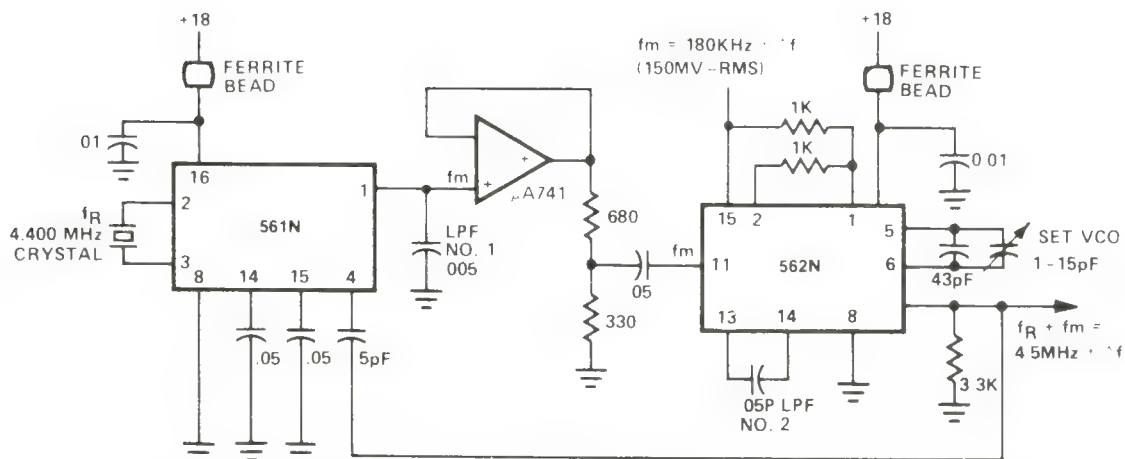 +18
FERRITE
BEAD
01
16
2
3
1
561N
fR
4.400 MHz
CRYSTAL
8
14
15
4
.05
.05
5pF
fm
LPF
NO. 1
005
+
+
μA741
680
330
05
fm
fm = 180KHz
(150MV-RMS)
1K
1K
+18
FERRITE
BEAD
0 01
15
2
1
5
6
11
562N
13
14
8
43pF
SET VCO
1-15pF
05P LPF
NO. 2
fR + fm =
4 5MHz
3 3K